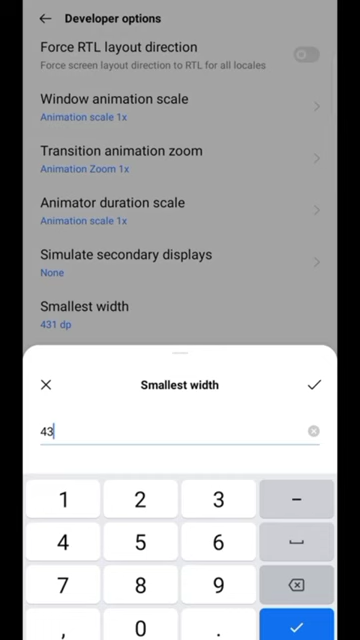 Developer options
Force RTL layout direction
Force screen layout direction to RTL for all locales
Window animation scale
Animation scale 1x
Transition animation zoom
Animation Zoom 1x
Animator duration scale
Animation scale 1x
Simulate secondary displays
None
Smallest width
431 dp
Smallest width
43
1 2 3 –
4 5 6
7 8 9
, 0 .